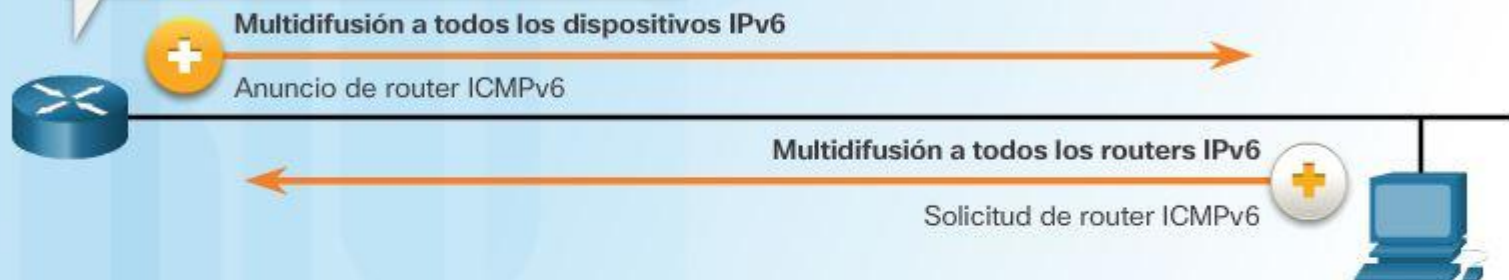 Multidifusión a todos los dispositivos IPv6
Anuncio de router ICMPv6
Multidifusión a todos los routers IPv6
Solicitud de router ICMPv6